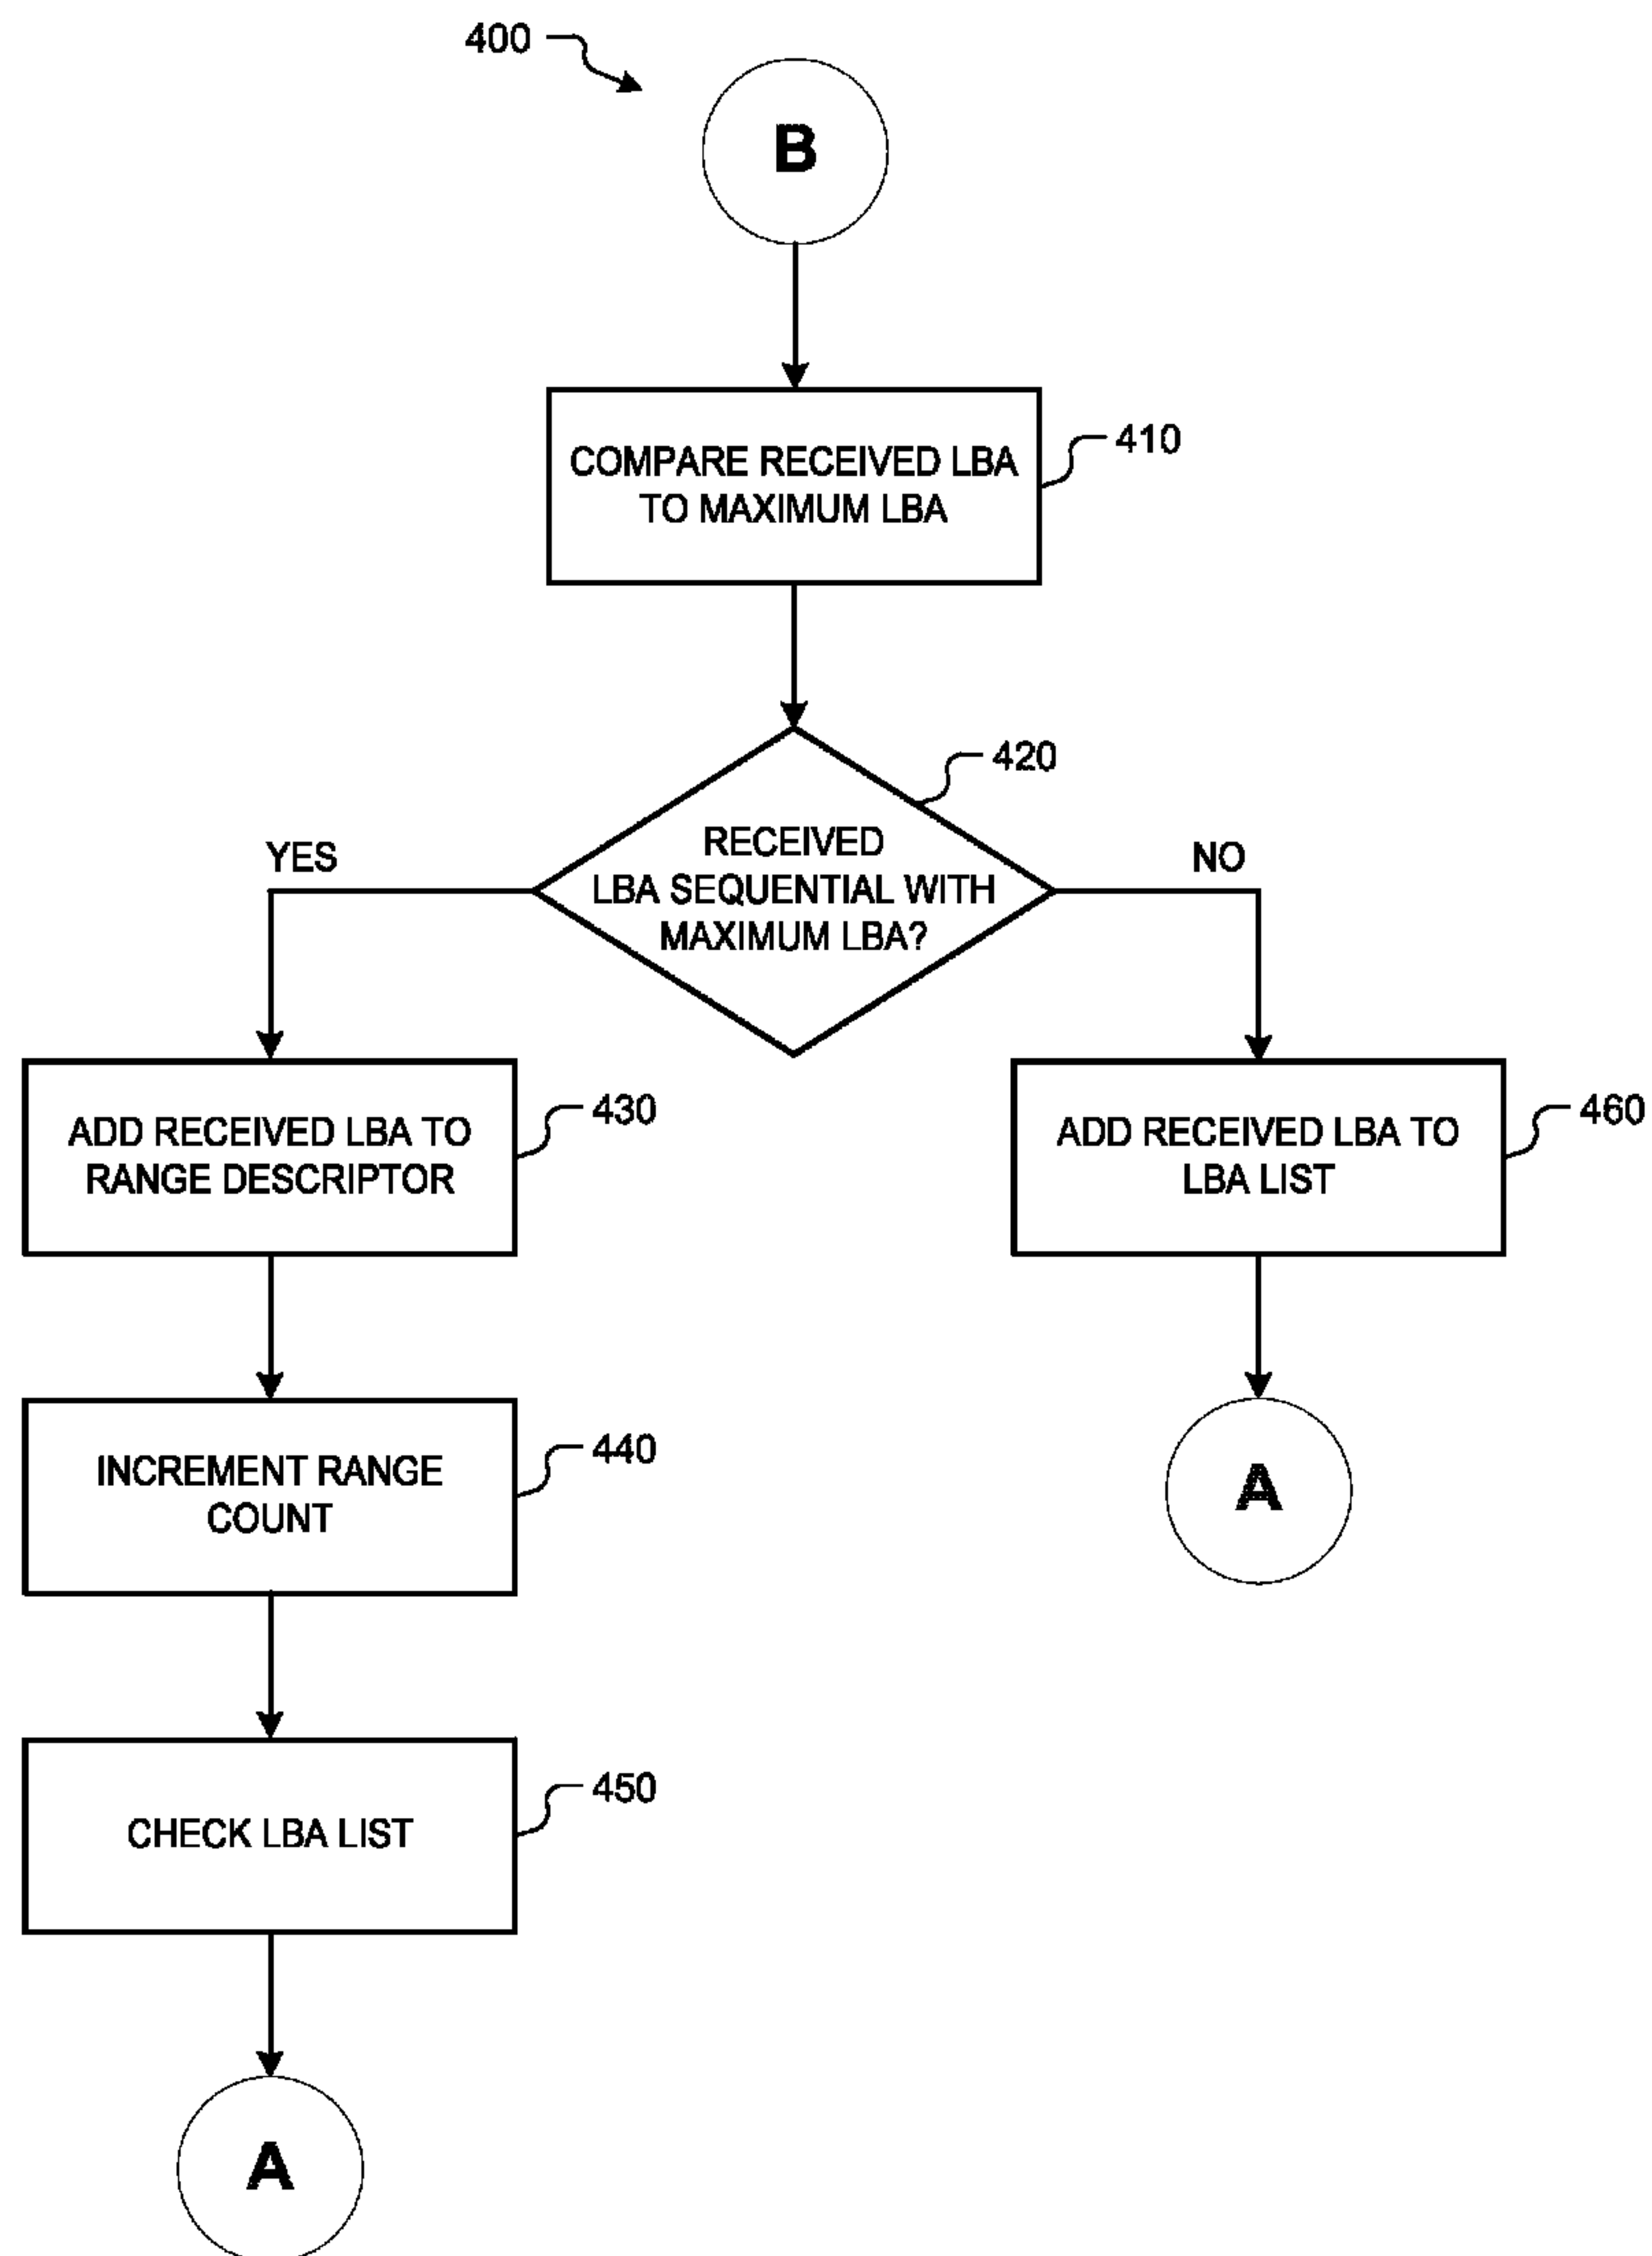 400
B
COMPARE RECEIVED LBA
TO MAXIMUM LBA
410
420
RECEIVED
LBA SEQUENTIAL WITH
MAXIMUM LBA?
YES
NO
ADD RECEIVED LBA TO
RANGE DESCRIPTOR
430
ADD RECEIVED LBA TO
LBA LIST
460
INCREMENT RANGE
COUNT
440
A
CHECK LBA LIST
450
A